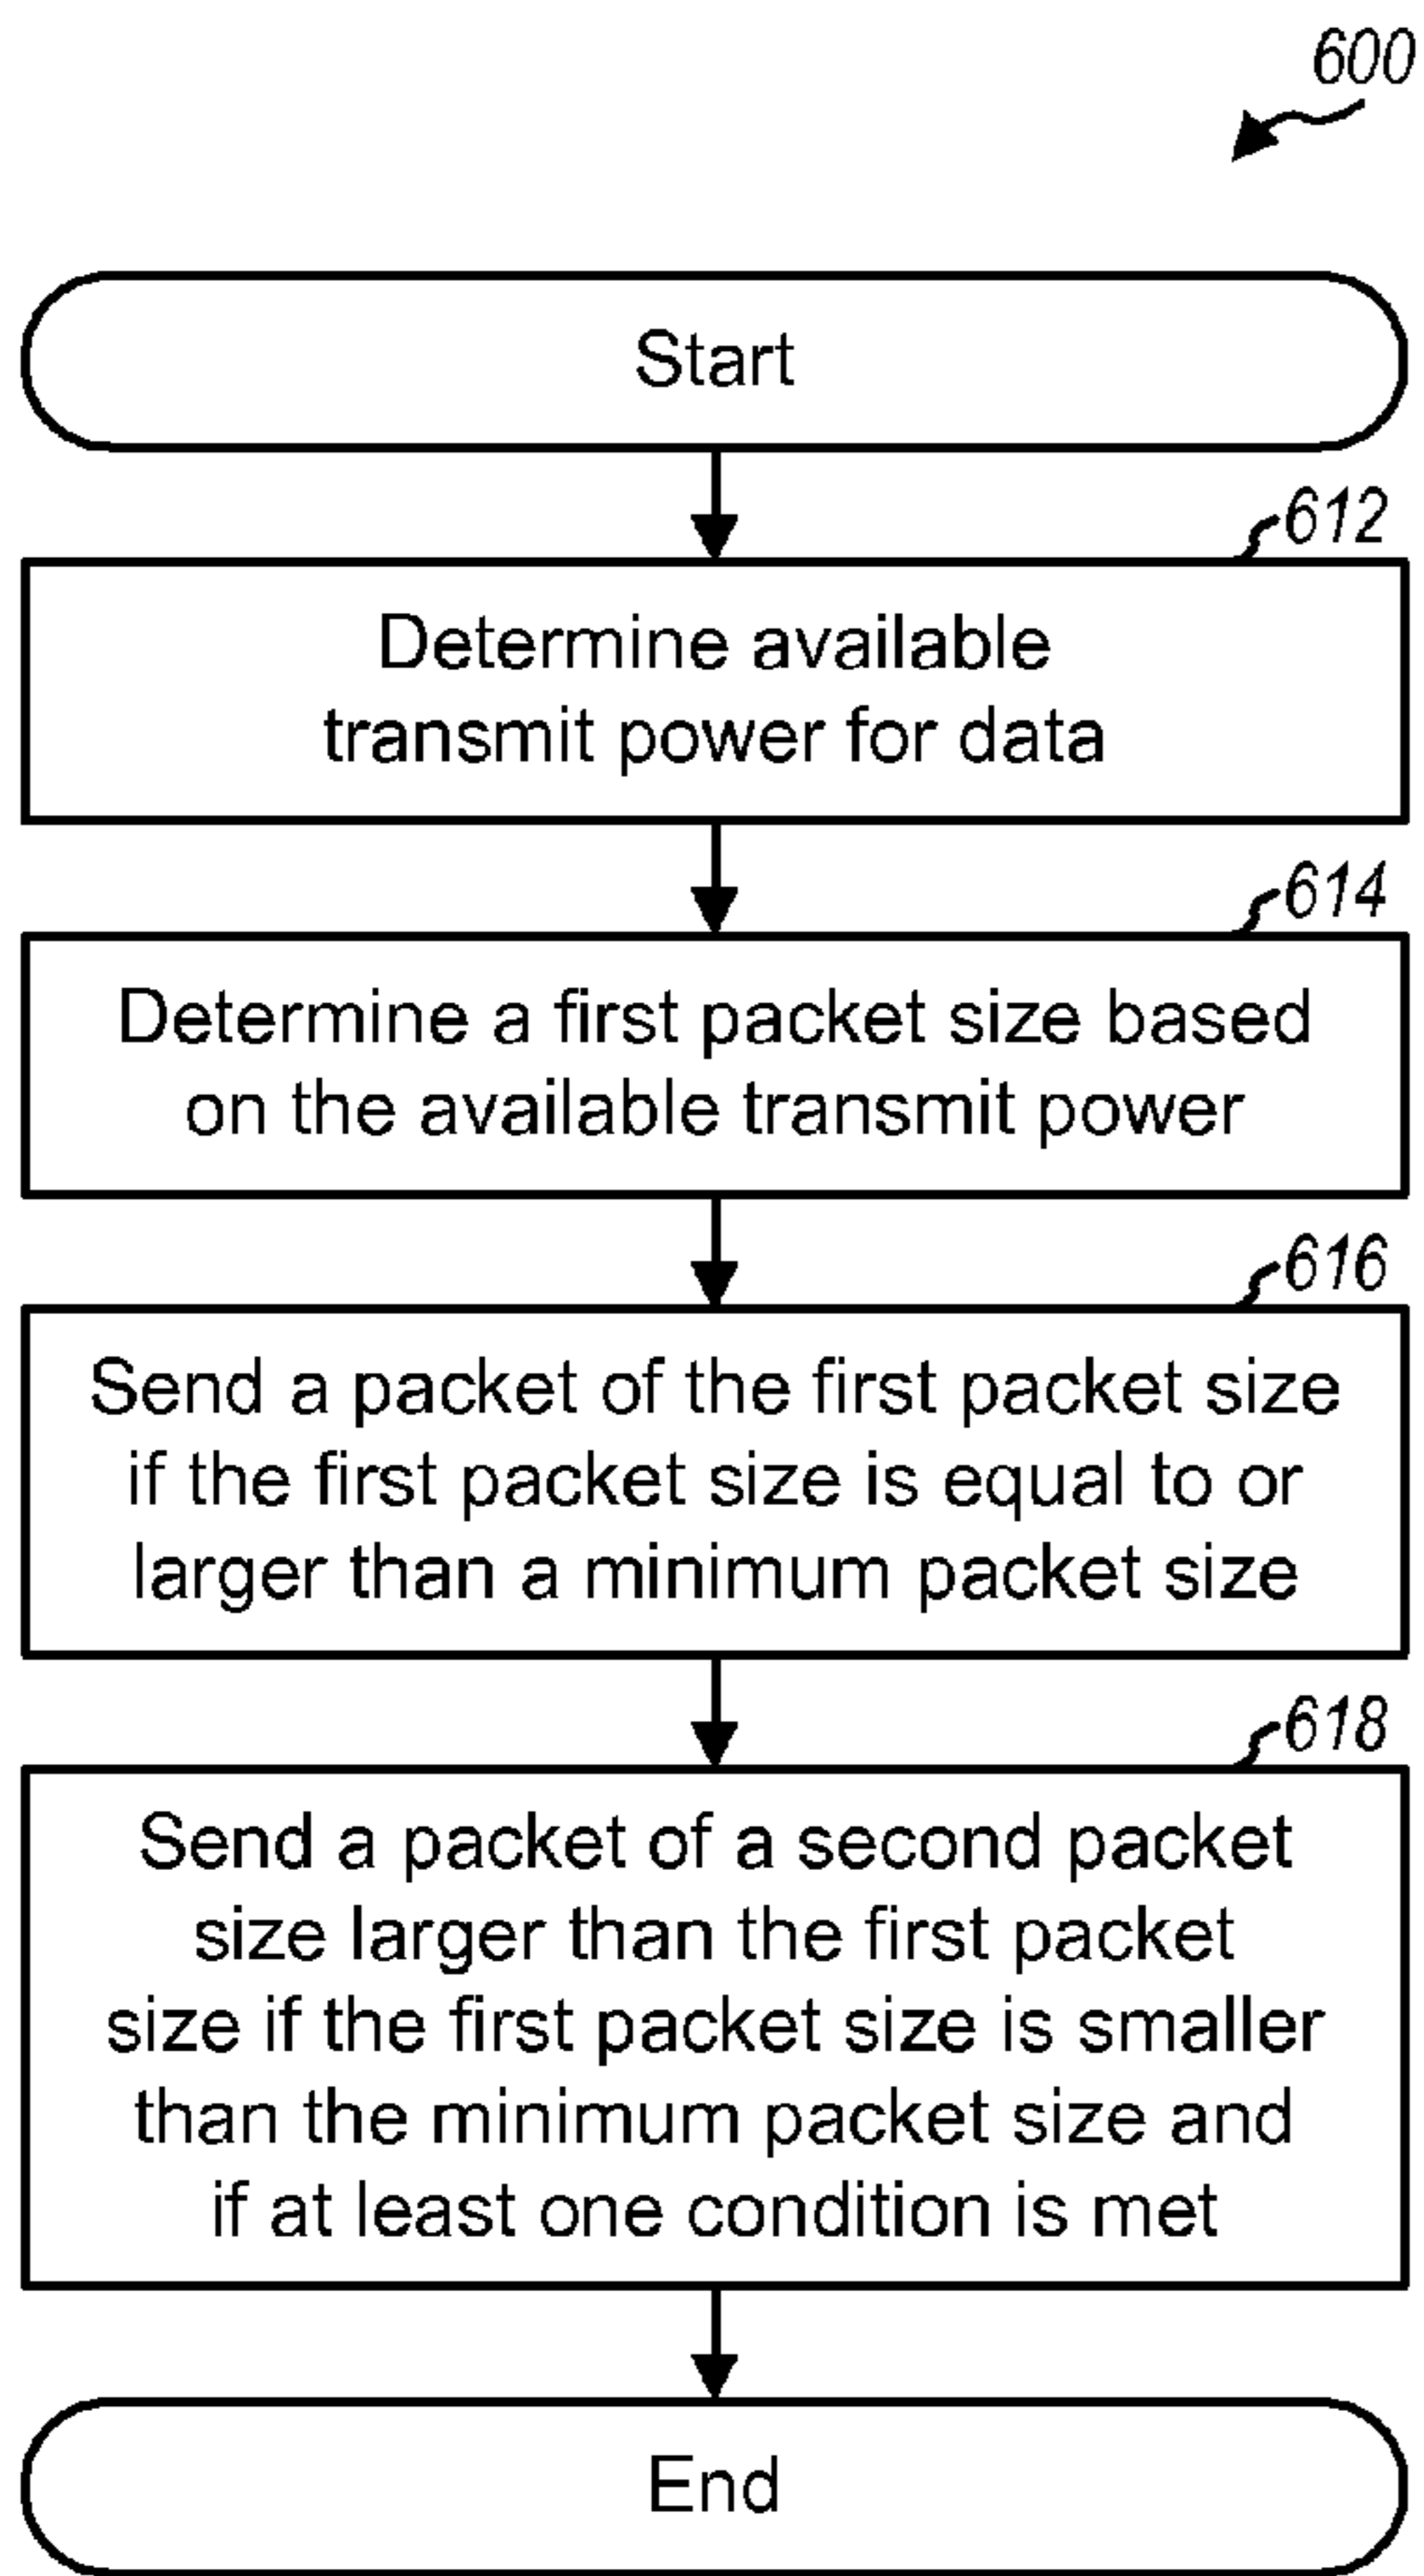 600
Start
612
Determine available
transmit power for data
614
Determine a first packet size based
on the available transmit power
616
Send a packet of the first packet size
if the first packet size is equal to or
larger than a minimum packet size
618
Send a packet of a second packet
size larger than the first packet
size if the first packet size is smaller
than the minimum packet size and
if at least one condition is met
End